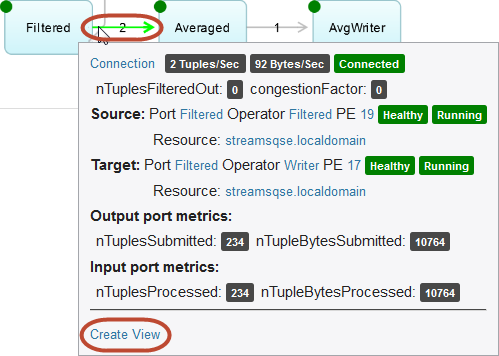 Filtered 2 Averaged 1 AvgWriter
Connection 2 Tuples/Sec 92 Bytes/Sec Connected
nTuplesFilteredOut: 0 congestionFactor: 0
Source: Port Filtered Operator Filtered PE 19 Healthy Running
Resource: streamsqse.localdomain
Target: Port Filtered Operator Writer PE 17 Healthy Running
Resource: streamsqse.localdomain
Output port metrics:
nTuplesSubmitted: 234 nTupleBytesSubmitted: 10764
Input port metrics:
nTuplesProcessed: 234 nTupleBytesProcessed: 10764
Create View